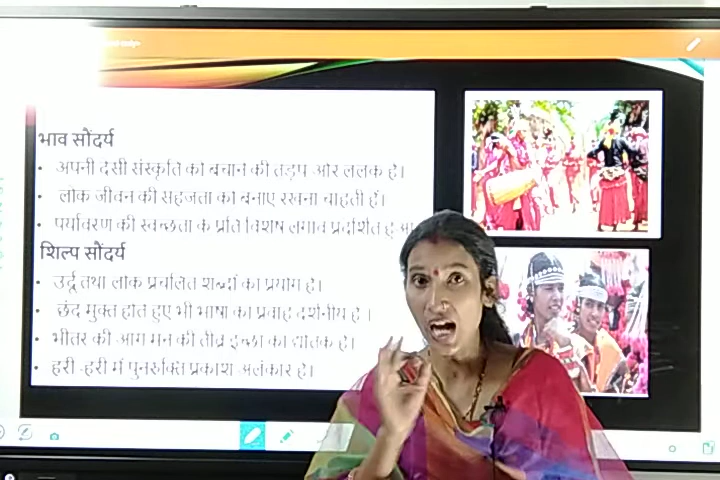 भाव सौंदर्य
• अपनी देसी संस्कृति को बचाने की तड़प और ललक है।
• लोक जीवन की सहजता को बनाए रखना चाहती हैं।
• पर्यावरण की स्वच्छता के प्रति विशेष लगाव प्रदर्शित हुआ
शिल्प सौंदर्य
• उर्दू तथा लोक प्रचलित शब्दों का प्रयोग है।
• छंद मुक्त होते हुए भी भाषा का प्रवाह दर्शनीय है ।
• भीतर की आग मन की तीव्र इच्छा का द्योतक है।
• हरी -हरी में पुनरुक्ति प्रकाश अलंकार है।